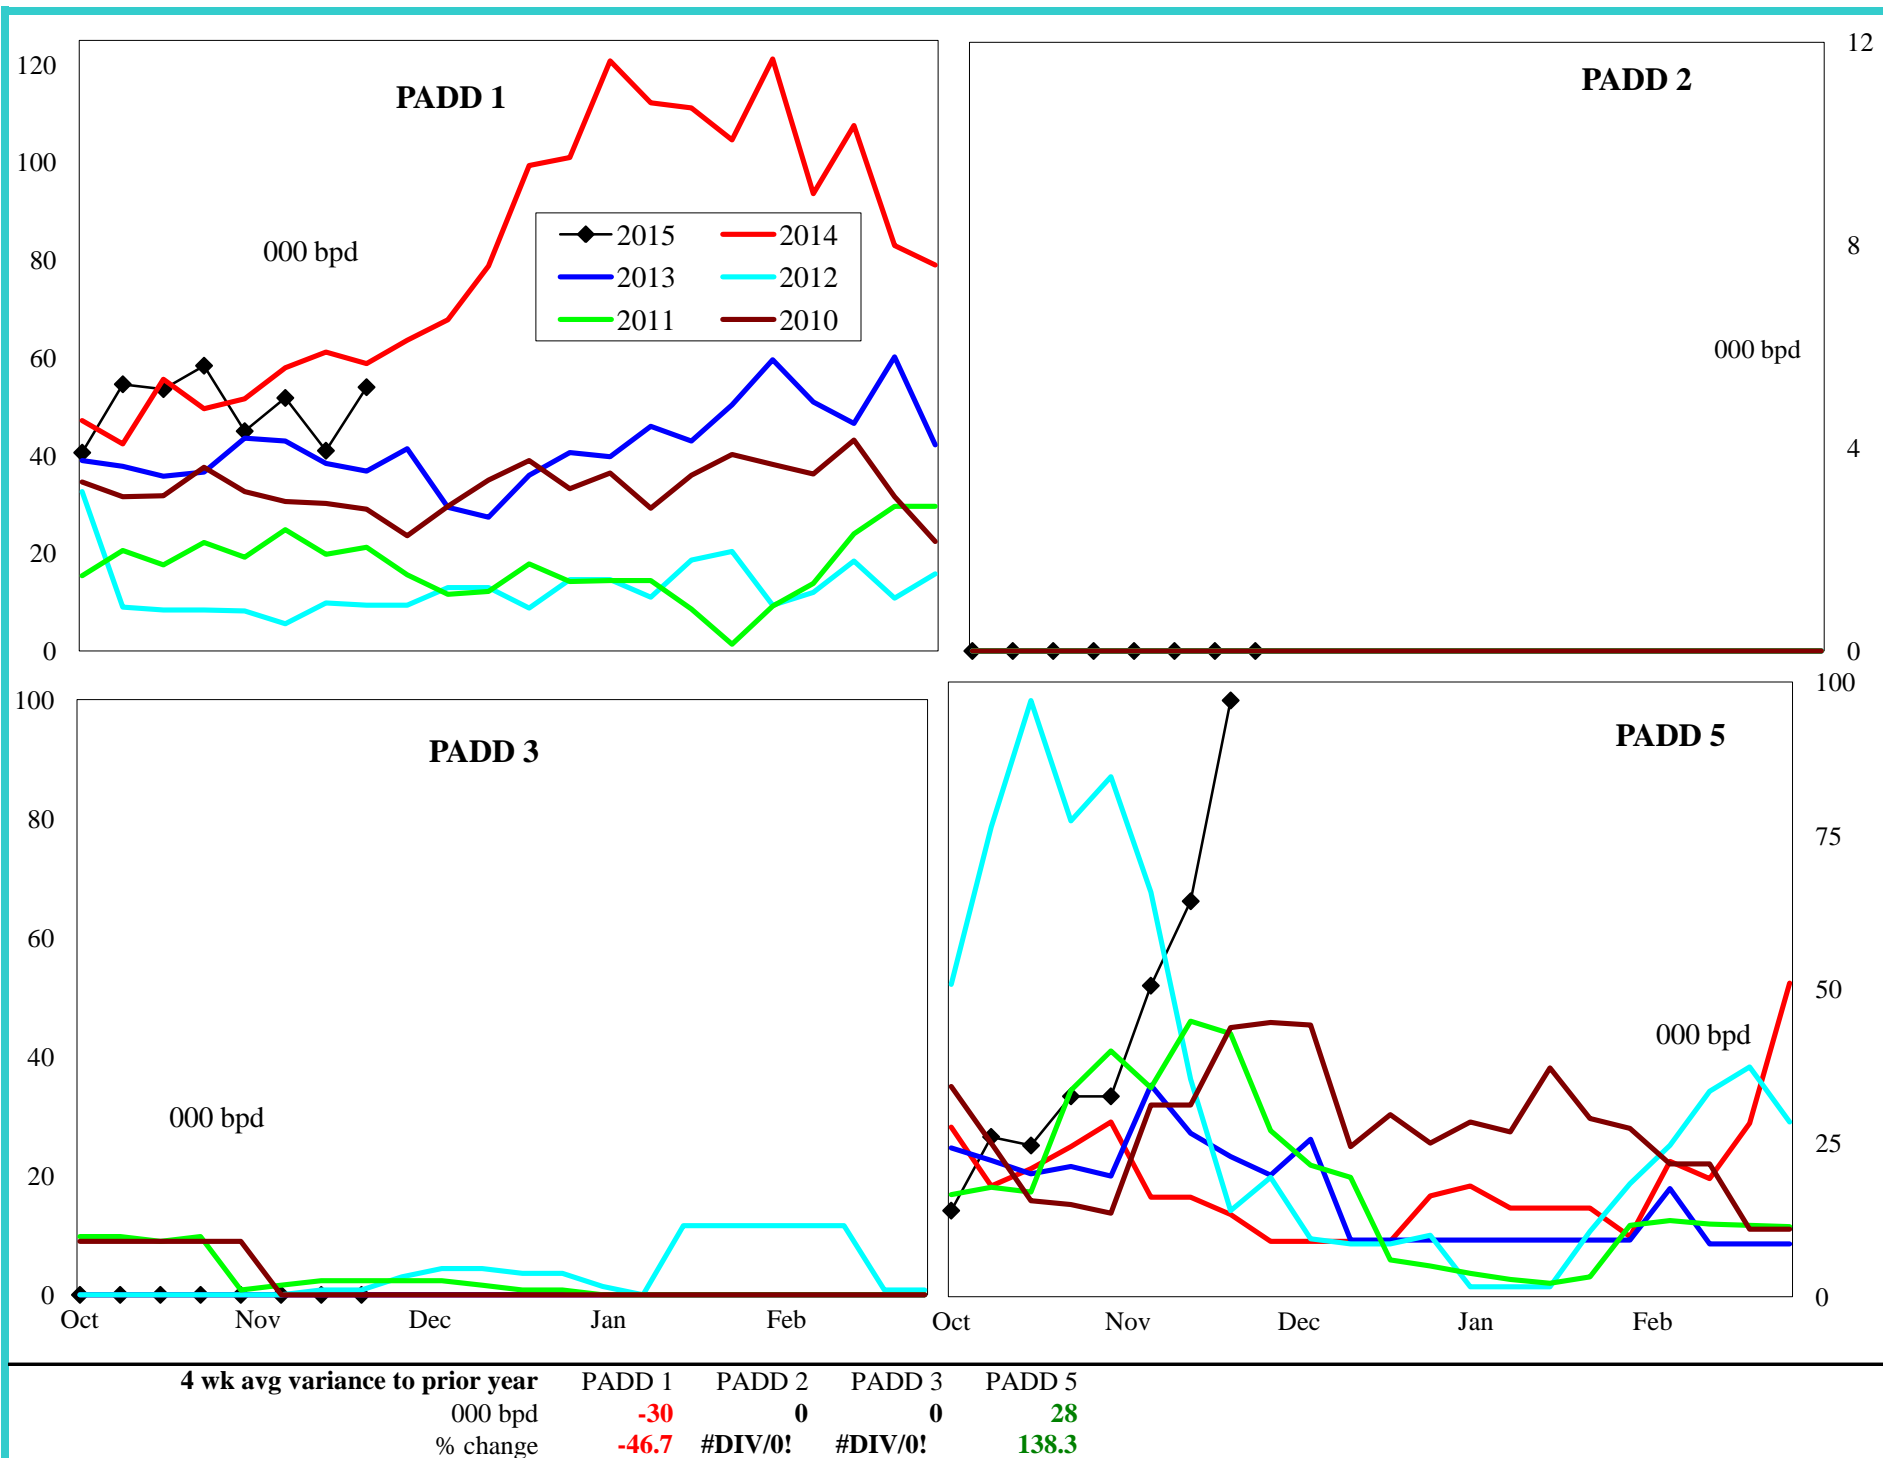 PADD 1
120
100
80
60
40
20
0
000 bpd
2015 2014
2013 2012
2011 2010
PADD 2
12
8
4
0
000 bpd
PADD 3
100
80
60
40
20
0
000 bpd
Oct Nov Dec Jan Feb
PADD 5
100
75
50
25
0
000 bpd
Oct Nov Dec Jan Feb
4 wk avg variance to prior year PADD 1 PADD 2 PADD 3 PADD 5
000 bpd -30 0 0 28
% change -46.7 #DIV/0! #DIV/0! 138.3